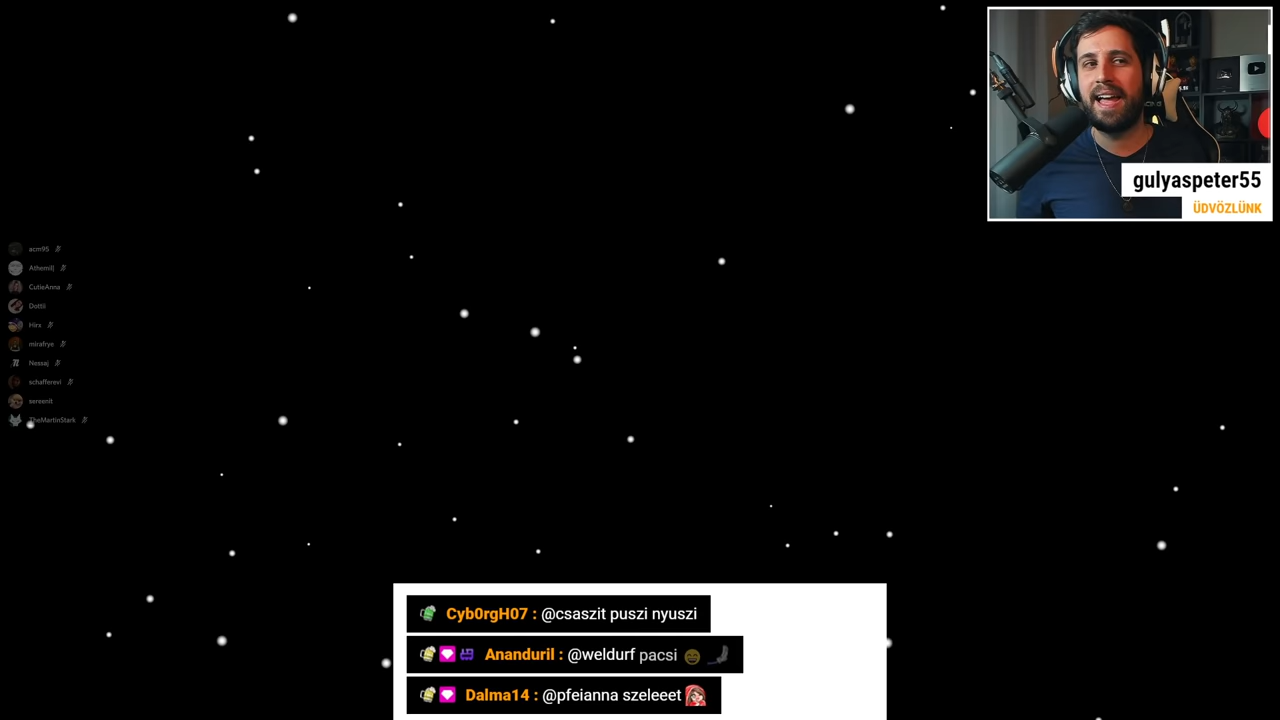 gulyaspeter55
ÜDVÖZLÜNK
acm95
CutieAnna
Dottii
Hirx
mirafrye
Nessaj
schafferevi
sereenit
TheMartinStark
Cyb0rgH07 : @csaszit puszi nyuszi
Ananduril : @weldurf pacsi
Dalma14 : @pfeianna szeleeet